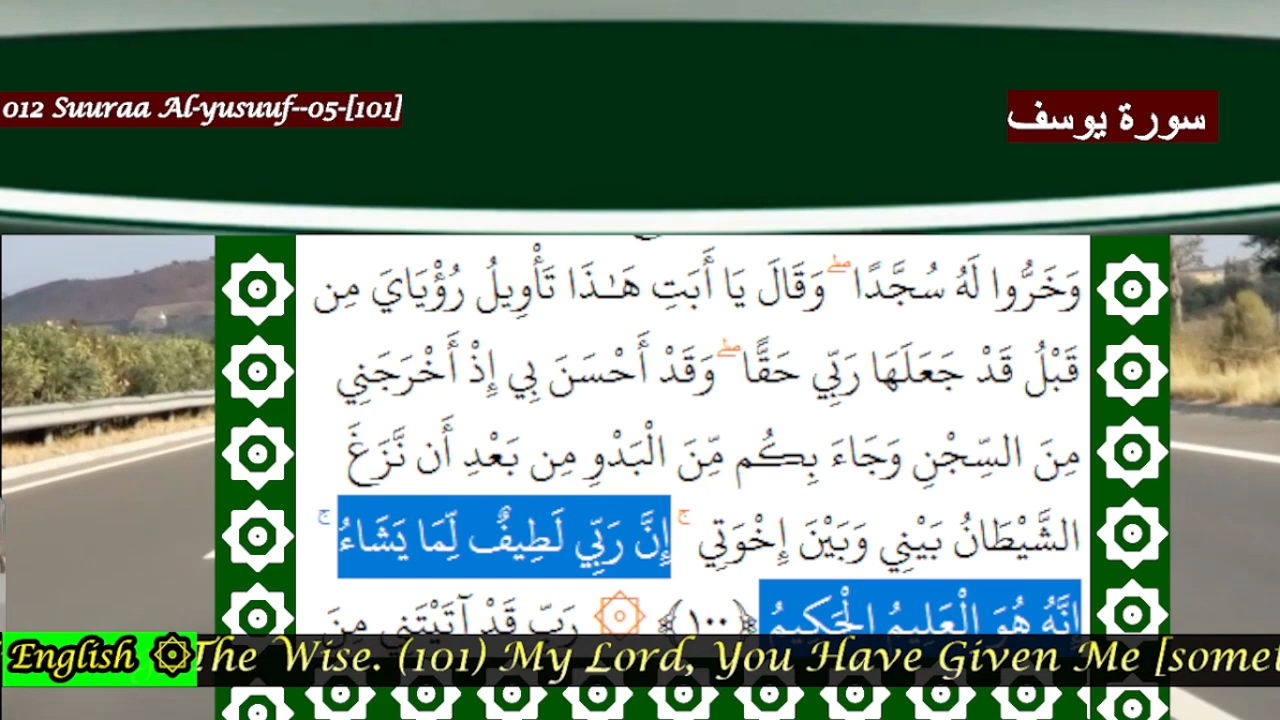 012 Suuraa Al-yusuuf--05-[101]
سورة يوسف
وَخَرُّوا لَهُ سُجَّدًا ۖ وَقَالَ يَا أَبَتِ هَـٰذَا تَأْوِيلُ رُؤْيَايَ مِن
قَبْلُ قَدْ جَعَلَهَا رَبِّي حَقًّا ۖ وَقَدْ أَحْسَنَ بِي إِذْ أَخْرَجَنِي
مِنَ السِّجْنِ وَجَاءَ بِكُم مِّنَ الْبَدْوِ مِن بَعْدِ أَن نَّزَغَ
الشَّيْطَانُ بَيْنِي وَبَيْنَ إِخْوَتِي ۚ إِنَّ رَبِّي لَطِيفٌ لِّمَا يَشَاءُ ۚ
إِنَّهُ هُوَ الْعَلِيمُ الْحَكِيمُ ﴿١٠٠﴾ ۞ رَبِّ قَدْ آتَيْتَنِي مِنَ
English ۞ The Wise. (101) My Lord, You Have Given Me [some